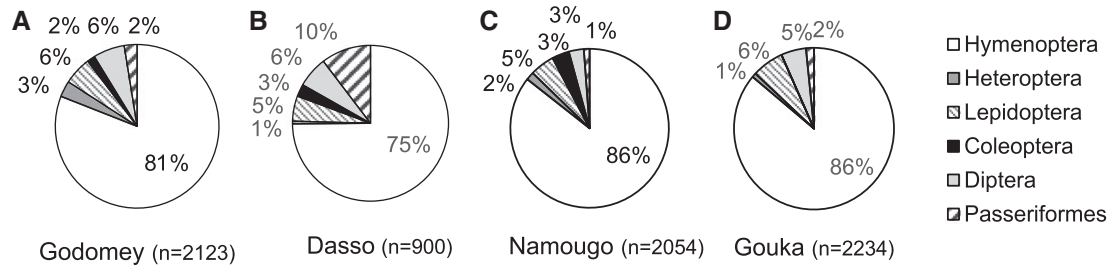 A
2% 6% 2%
6%
3%
81%
Godomey (n=2123)
B
10%
6%
3%
5%
1%
75%
Dasso (n=900)
C
3%
1%
3%
5%
2%
86%
Namougo (n=2054)
D
5% 2%
6%
1%
86%
Gouka (n=2234)
Hymenoptera
Heteroptera
Lepidoptera
Coleoptera
Diptera
Passeriformes